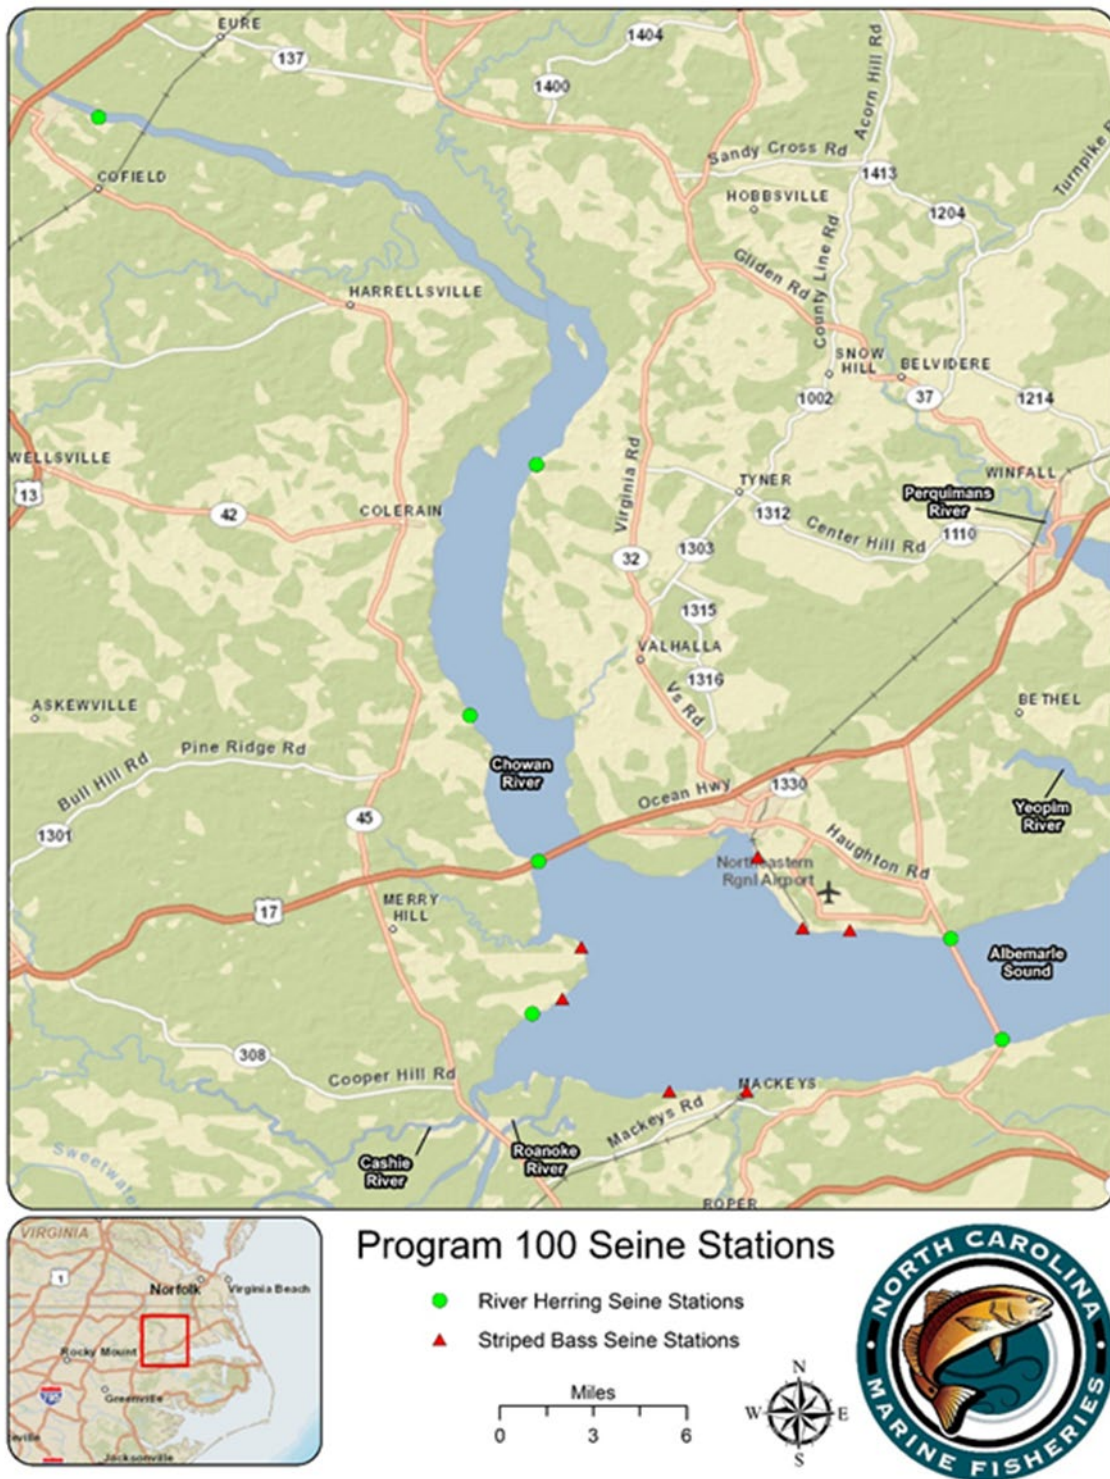 EURE
137
1404
1400
Acorn Hill Rd
Sandy Cross Rd
1413
Turnpike
COFIELD
HOBBSVILLE
1204
County Line Rd
Gliden Rd
HARRELLSVILLE
SNOW
HILL
BELVIDERE
1002
37
1214
WELLSVILLE
13
Virginia Rd
TYNER
WINFALL
Perquimans
River
42
COLERAIN
1312
Center Hill Rd
1110
32
1303
1315
VALHALLA
1316
Vs Rd
ASKEWVILLE
BETHEL
Bull Hill Rd
Pine Ridge Rd
Chowan
River
Ocean Hwy
1330
1301
45
Yeopim
River
Haughton Rd
Northeastern
Rgnl Airport
17
MERRY
HILL
Albemarle
Sound
308
Cooper Hill Rd
MACKEYS
Mackeys Rd
Cashie
River
Roanoke
River
Sweetwater
ROPER
VIRGINIA
1
Norfolk
Virginia Beach
Rocky Mount
795
Greenville
eville
Jacksonville
Program 100 Seine Stations
River Herring Seine Stations
Striped Bass Seine Stations
Miles
0 3 6
N
W E
S
NORTH CAROLINA
MARINE FISHERIES